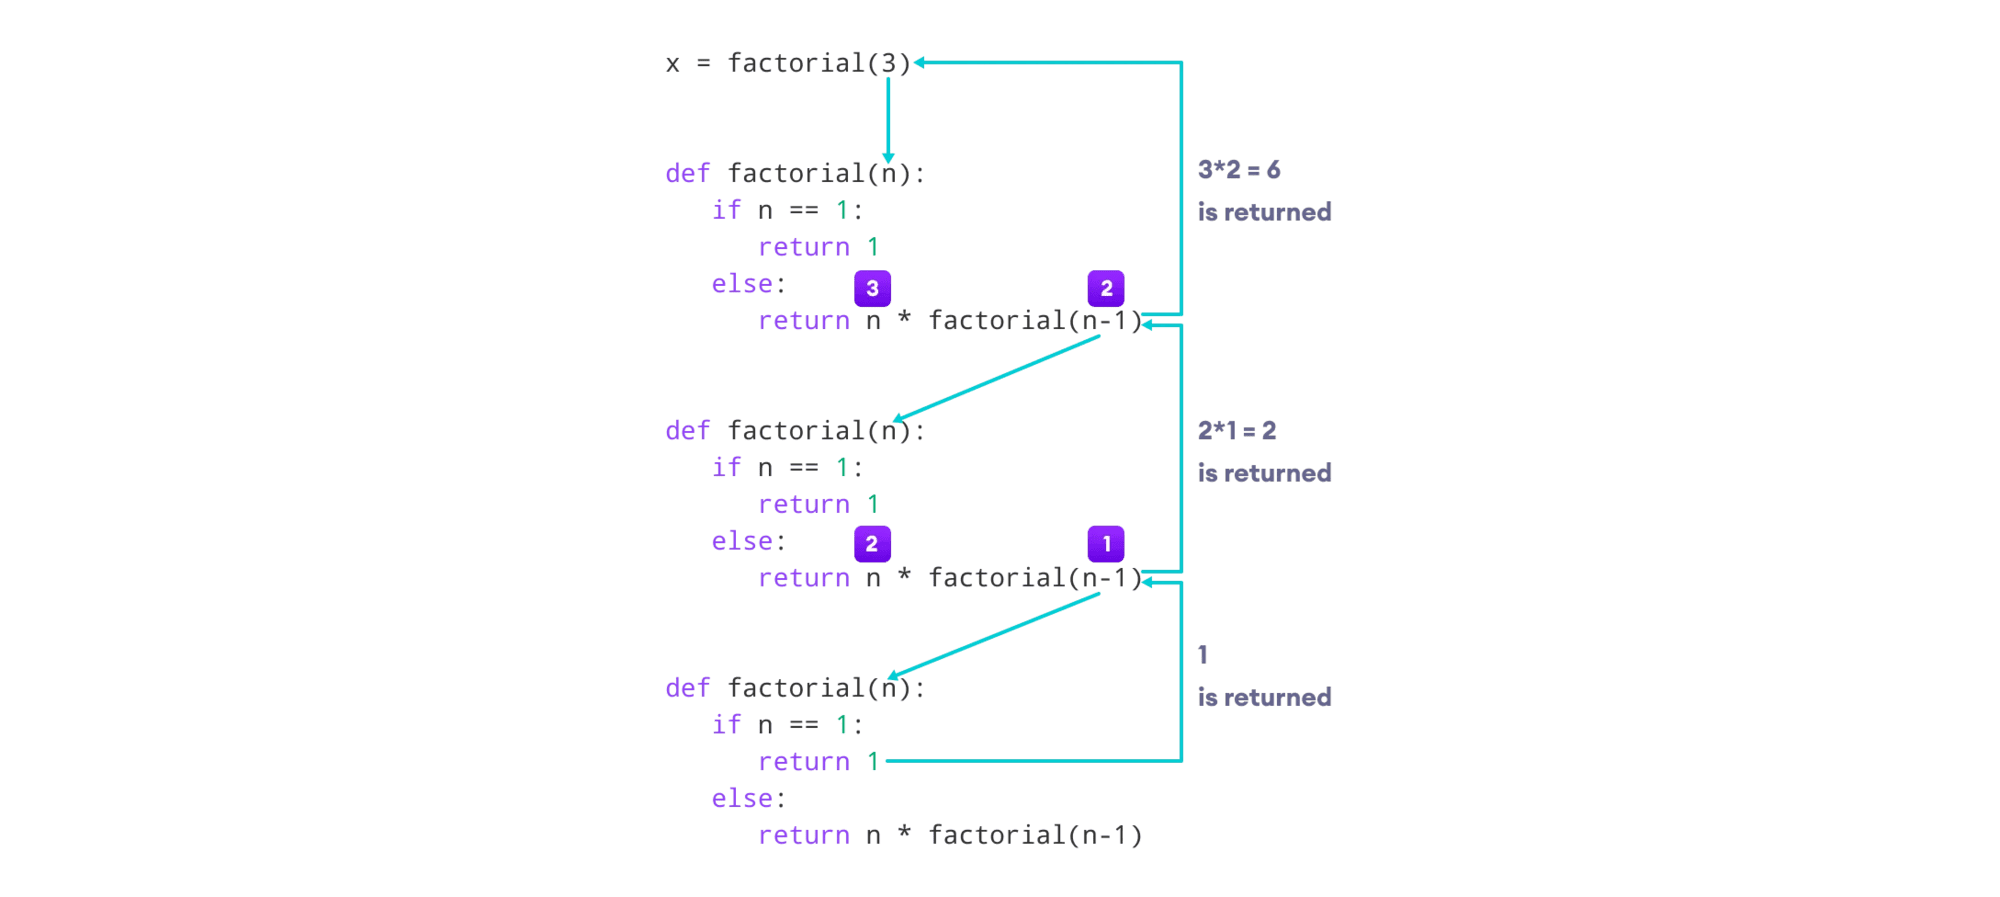 x = factorial(3)
def factorial(n):
3*2 = 6
if n == 1:
is returned
return 1
else:
3
2
return n * factorial(n-1)
def factorial(n):
2*1 = 2
if n == 1:
is returned
return 1
else:
2
1
return n * factorial(n-1)
1
def factorial(n):
is returned
if n == 1:
return 1
else:
return n * factorial(n-1)